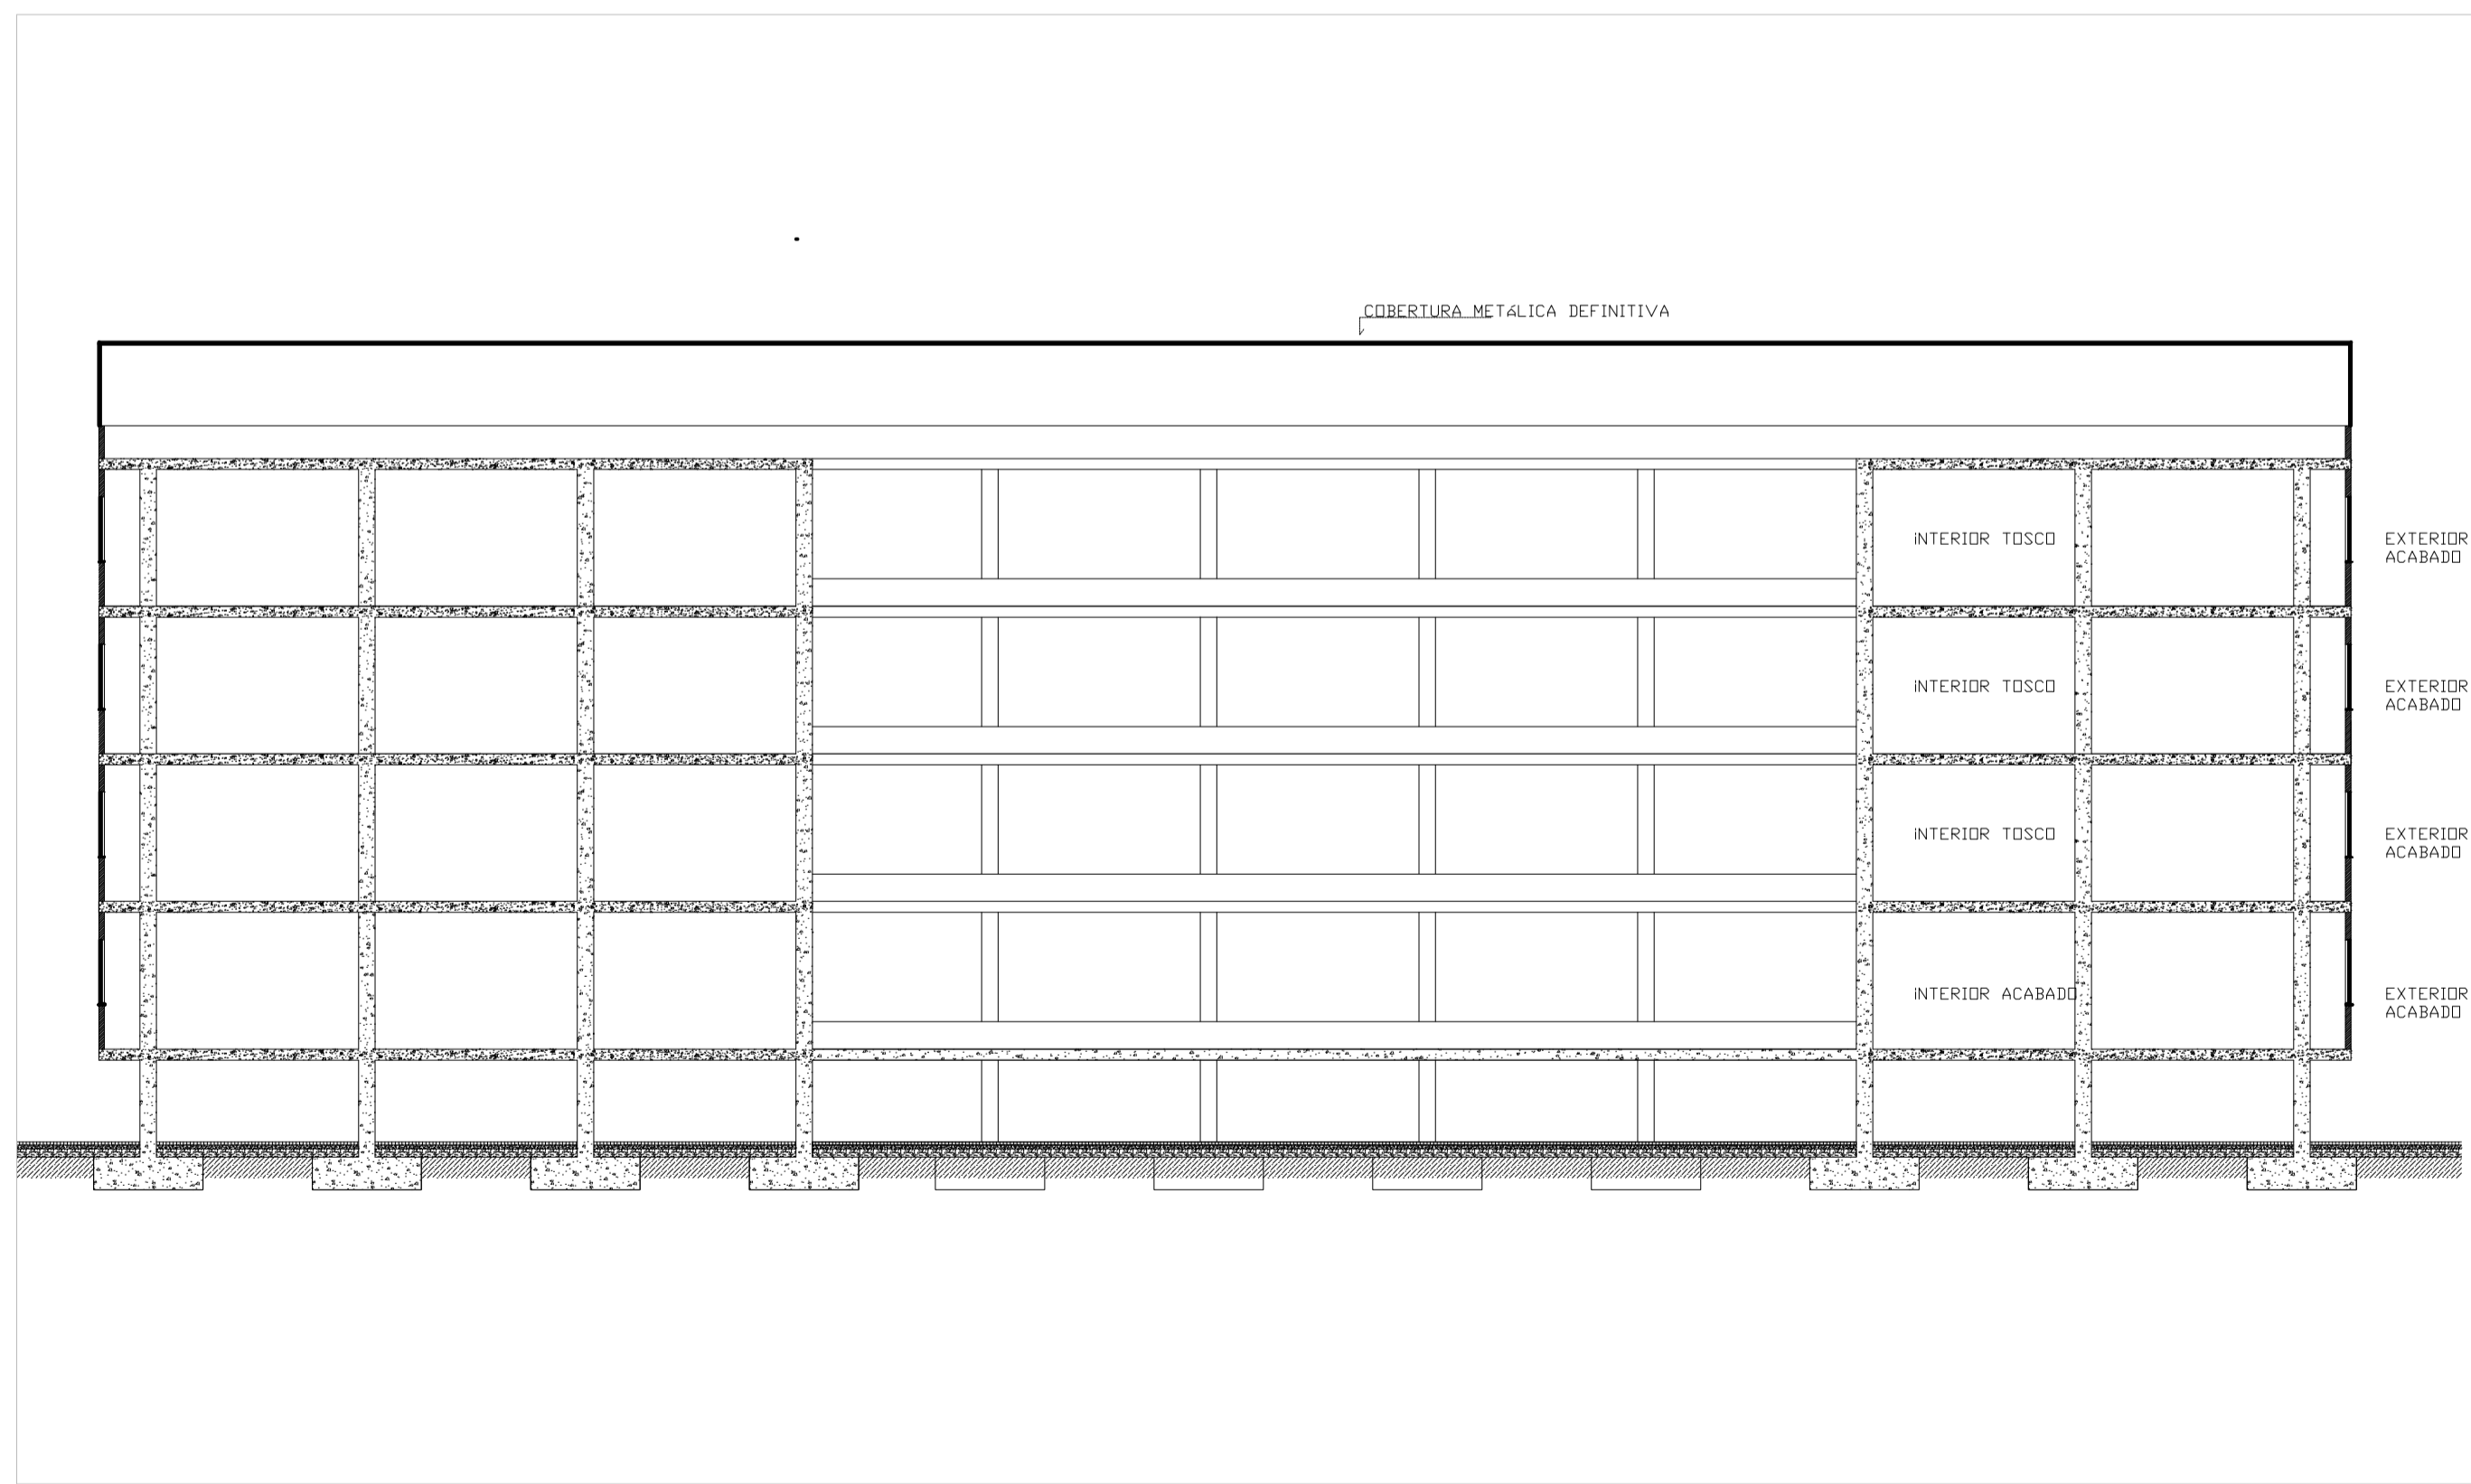 COBERTURA METáLICA DEFINITIVA
iNTERIOR TOSCO
EXTERIOR
ACABADO
iNTERIOR TOSCO
EXTERIOR
ACABADO
iNTERIOR TOSCO
EXTERIOR
ACABADO
iNTERIOR ACABADO
EXTERIOR
ACABADO